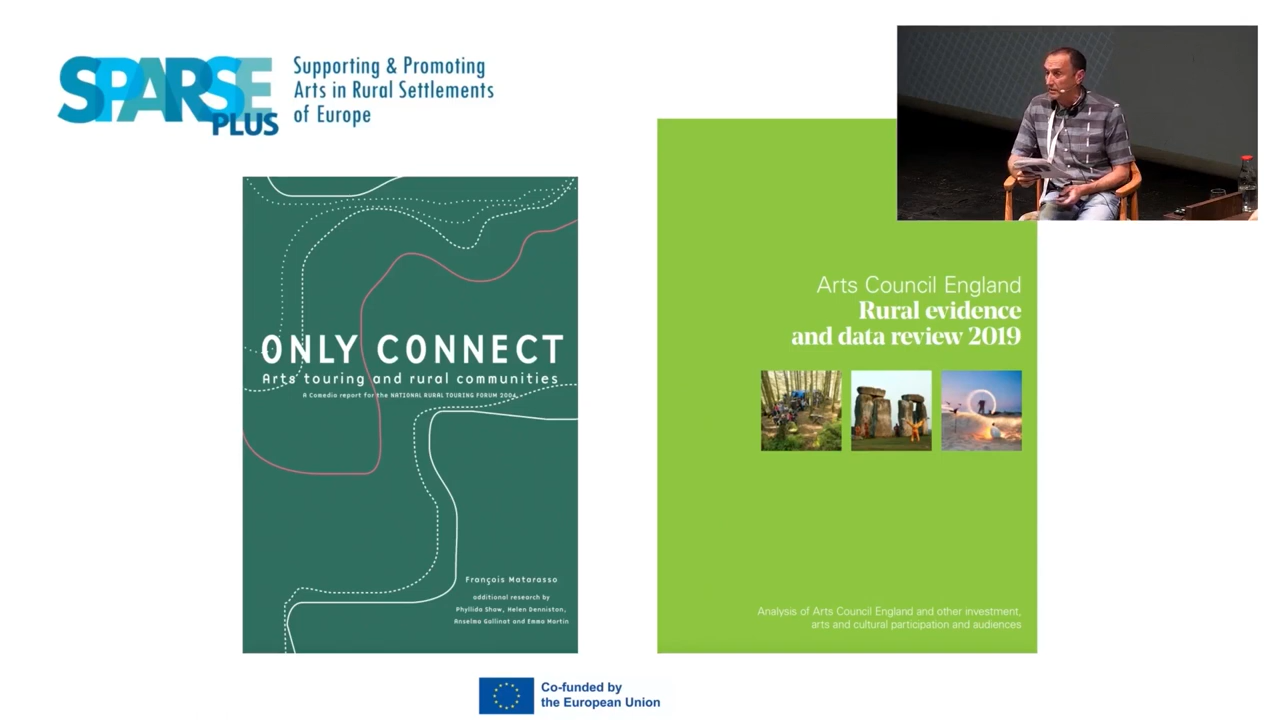 SPARSE
PLUS
Supporting & Promoting
Arts in Rural Settlements
of Europe
ONLY CONNECT
Arts touring and rural communities
A Comedia report for the NATIONAL RURAL TOURING FORUM 2004
François Matarasso
additional research by
Phyllida Shaw, Helen Denniston,
Anselma Gallinat and Emma Martin
Arts Council England
Rural evidence
and data review 2019
Analysis of Arts Council England and other investment,
arts and cultural participation and audiences
Co-funded by
the European Union